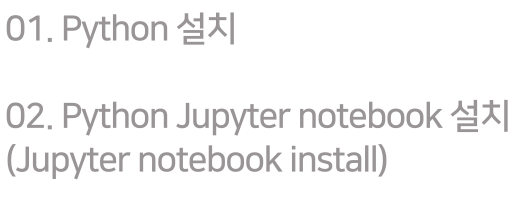 01. Python 설치
02. Python Jupyter notebook 설치
(Jupyter notebook install)